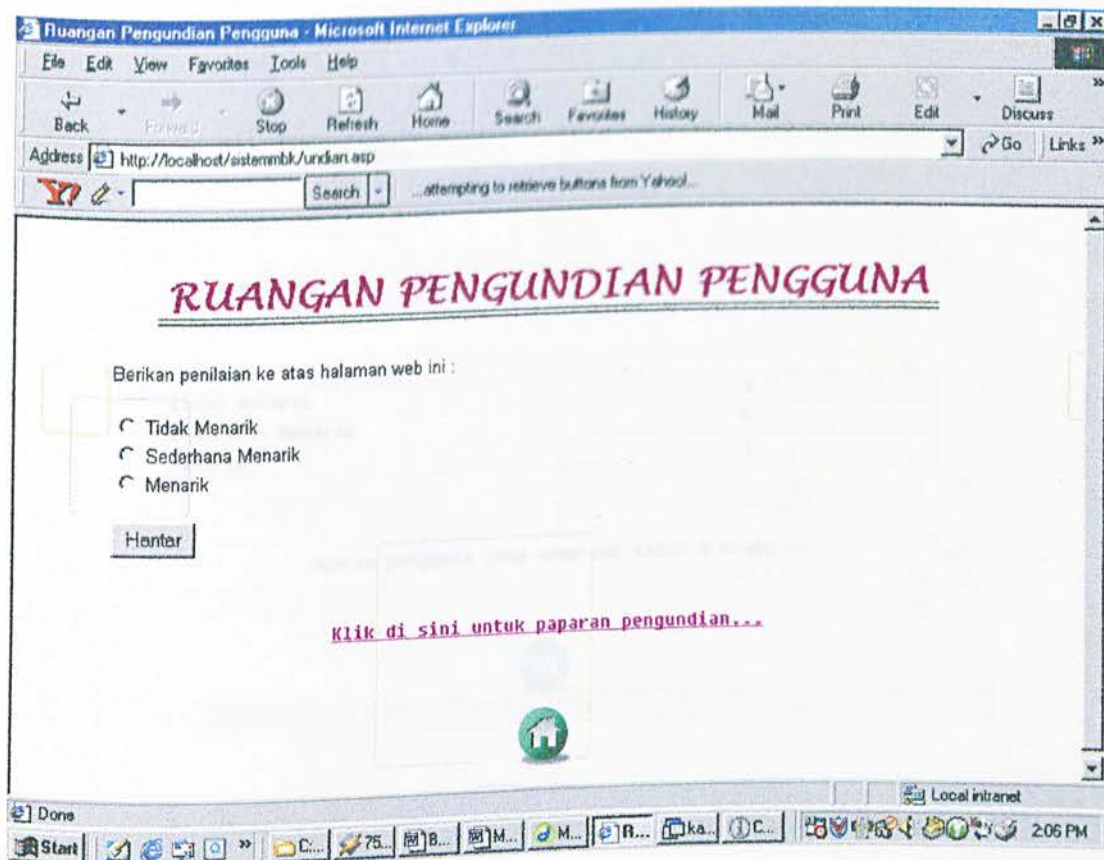 Ruangan Pengundian Pengguna - Microsoft Internet Explorer
File Edit View Favorites Tools Help
Back Forward Stop Refresh Home Search Favorites History Mail Print Edit Discuss »
Address http://localhost/sistemmbk/undian.asp Go Links »
Y! Search ...attempting to retrieve buttons from Yahoo!...
RUANGAN PENGUNDIAN PENGGUNA
Berikan penilaian ke atas halaman web ini :
Tidak Menarik
Sederhana Menarik
Menarik
Hantar
Klik di sini untuk paparan pengundian...
Done Local intranet
Start » C... 75... B... M... M... R... ka... C... 2:06 PM